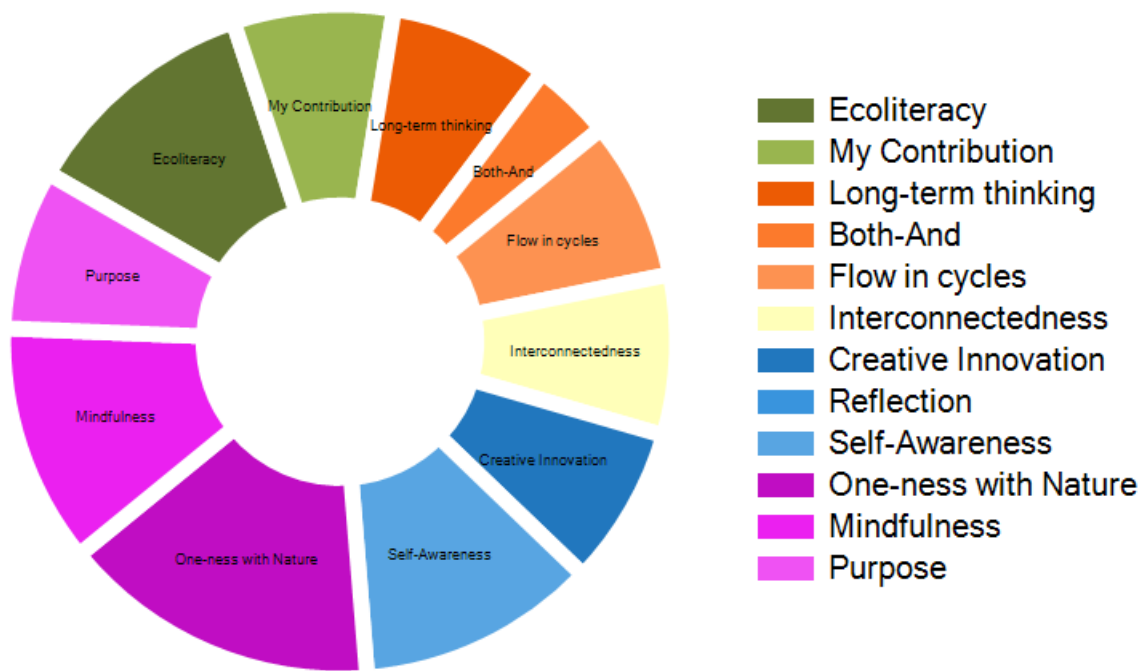 My Contribution
Long-term thinking
Ecoliteracy
Both-And
Flow in cycles
Purpose
Interconnectedness
Mindfulness
Creative Innovation
One-ness with Nature
Self-Awareness
Ecoliteracy
My Contribution
Long-term thinking
Both-And
Flow in cycles
Interconnectedness
Creative Innovation
Reflection
Self-Awareness
One-ness with Nature
Mindfulness
Purpose